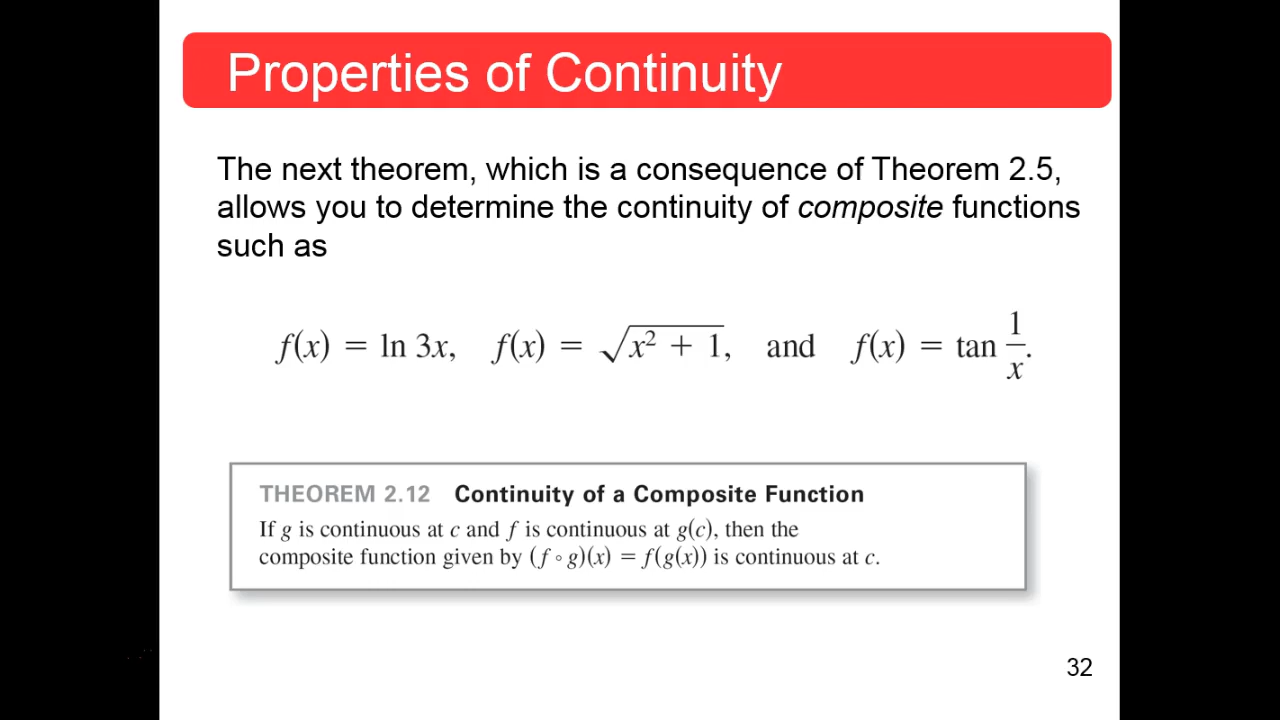 Properties of Continuity
The next theorem, which is a consequence of Theorem 2.5,
allows you to determine the continuity of composite functions
such as
f(x) = ln 3x, f(x) = √(x² + 1), and f(x) = tan 1/x.
THEOREM 2.12 Continuity of a Composite Function
If g is continuous at c and f is continuous at g(c), then the
composite function given by (f ∘ g)(x) = f(g(x)) is continuous at c.
32